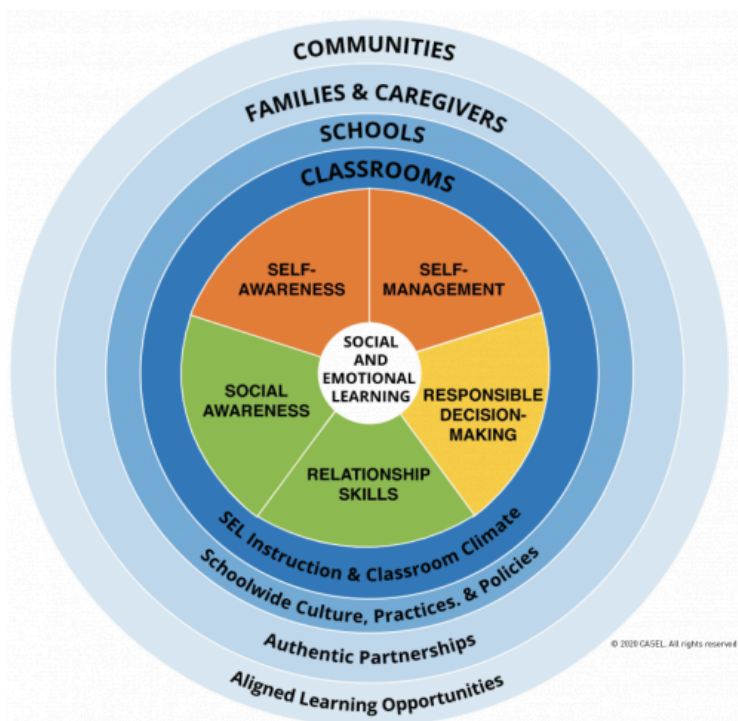 COMMUNITIES
FAMILIES & CAREGIVERS
SCHOOLS
CLASSROOMS
SELF-
AWARENESS
SELF-
MANAGEMENT
SOCIAL
AND
EMOTIONAL
LEARNING
SOCIAL
AWARENESS
RESPONSIBLE
DECISION-
MAKING
RELATIONSHIP
SKILLS
SEL Instruction & Classroom Climate
Schoolwide Culture, Practices. & Policies
Authentic Partnerships
Aligned Learning Opportunities
© 2020 CASEL. All rights reserved